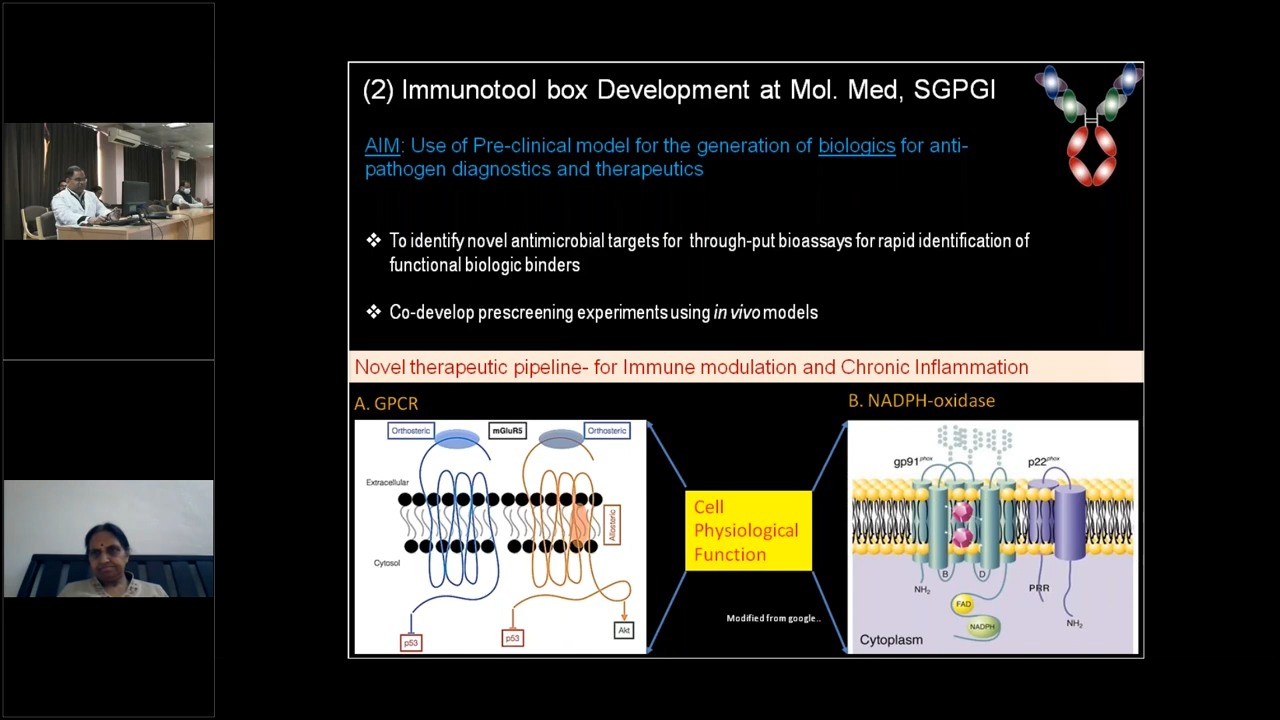 (2) Immunotool box Development at Mol. Med, SGPGI
AIM: Use of Pre-clinical model for the generation of biologics for anti-
pathogen diagnostics and therapeutics
❖ To identify novel antimicrobial targets for through-put bioassays for rapid identification of
functional biologic binders
❖ Co-develop prescreening experiments using in vivo models
Novel therapeutic pipeline- for Immune modulation and Chronic Inflammation
A. GPCR
Orthosteric
mGluR5
Orthosteric
Extracellular
Allosteric
Cytosol
p53
p53
Akt
Cell
Physiological
Function
Modified from google..
B. NADPH-oxidase
gp91phox
p22phox
B
D
NH2
PRR
FAD
NADPH
NH2
Cytoplasm